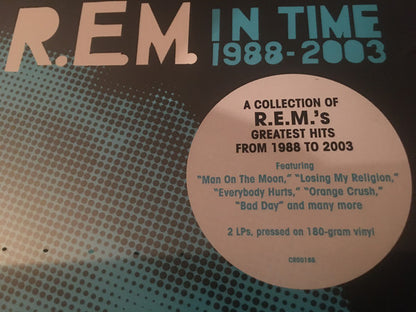 R.E.M. IN TIME
1988-2003
A COLLECTION OF
R.E.M.'s
GREATEST HITS
FROM 1988 TO 2003
Featuring
"Man On The Moon," "Losing My Religion,"
"Everybody Hurts," "Orange Crush,"
"Bad Day" and many more
2 LPs, pressed on 180-gram vinyl